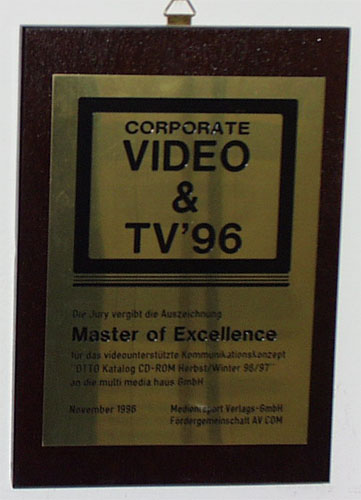 CORPORATE
VIDEO
&
TV'96
Die Jury vergibt die Auszeichnung
Master of Excellence
für das videounterstützte Kommunikationskonzept
"OTTO Katalog CD-ROM Herbst/Winter 96/97"
an die multi media haus GmbH
November 1996 Medienreport Verlags-GmbH
Fördergemeinschaft AV COM